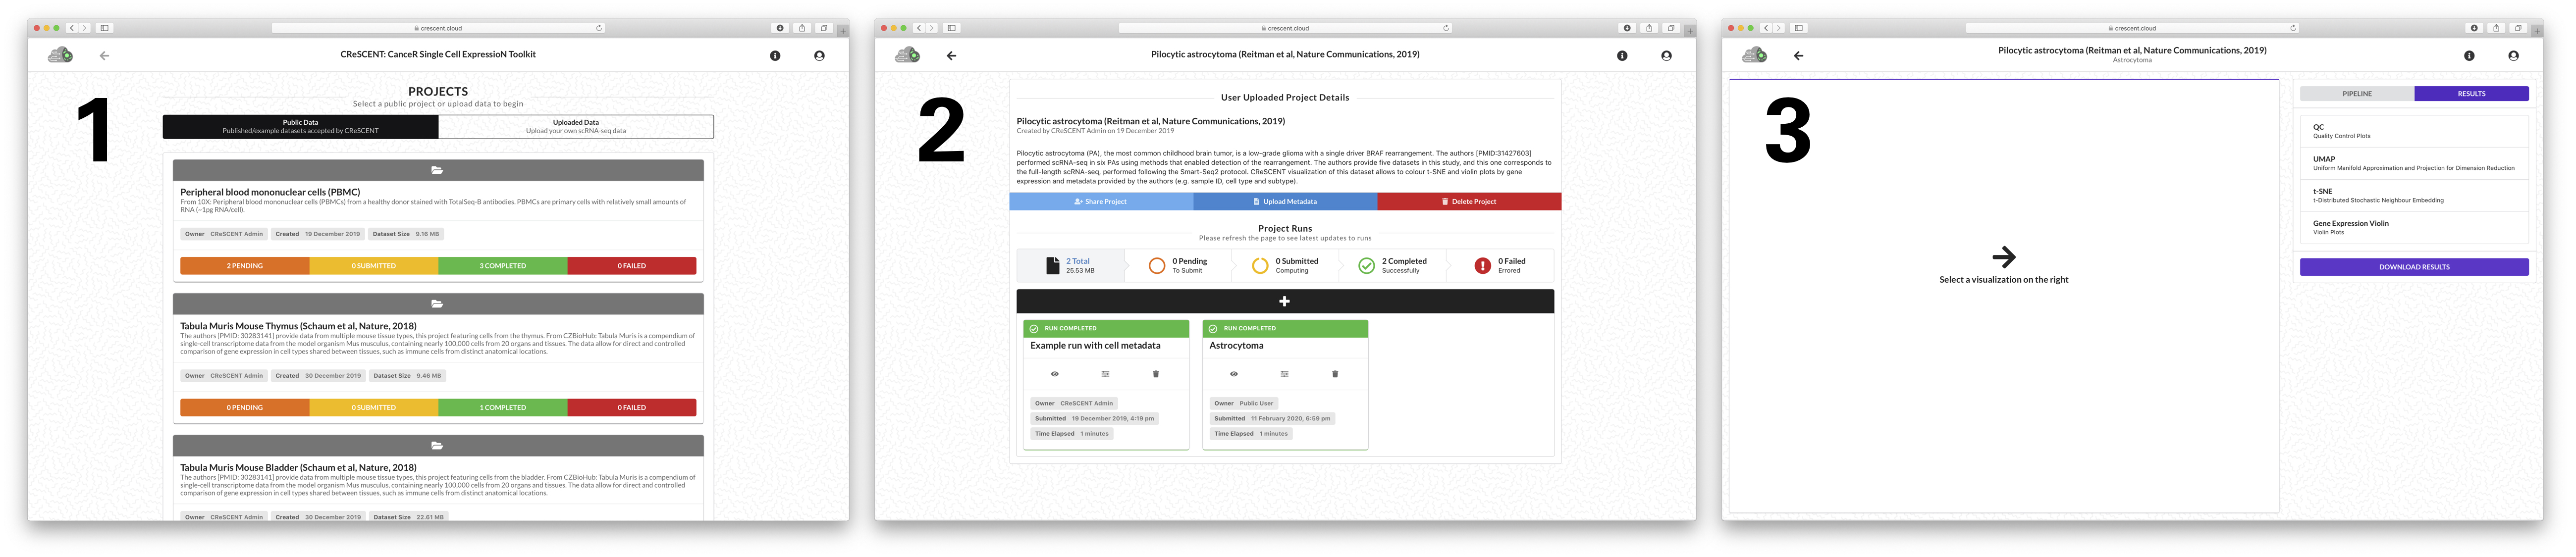 crescent.cloud
CReSCENT: CanceR Single Cell ExpressioN Toolkit
1
PROJECTS
Select a public project or upload data to begin
Public Data
Published/example datasets accepted by CReSCENT
Uploaded Data
Upload your own scRNA-seq data
Peripheral blood mononuclear cells (PBMC)
From 10X: Peripheral blood mononuclear cells (PBMCs) from a healthy donor stained with TotalSeq-B antibodies. PBMCs are primary cells with relatively small amounts of
RNA (~1pg RNA/cell).
Owner CReSCENT Admin Created 19 December 2019 Dataset Size 9.16 MB
2 PENDING 0 SUBMITTED 3 COMPLETED 0 FAILED
Tabula Muris Mouse Thymus (Schaum et al, Nature, 2018)
The authors [PMID: 30283141] provide data from multiple mouse tissue types, this project featuring cells from the thymus. From CZBioHub: Tabula Muris is a compendium of
single-cell transcriptome data from the model organism Mus musculus, containing nearly 100,000 cells from 20 organs and tissues. The data allow for direct and controlled
comparison of gene expression in cell types shared between tissues, such as immune cells from distinct anatomical locations.
Owner CReSCENT Admin Created 30 December 2019 Dataset Size 9.46 MB
0 PENDING 0 SUBMITTED 1 COMPLETED 0 FAILED
Tabula Muris Mouse Bladder (Schaum et al, Nature, 2018)
The authors [PMID: 30283141] provide data from multiple mouse tissue types, this project featuring cells from the bladder. From CZBioHub: Tabula Muris is a compendium of
single-cell transcriptome data from the model organism Mus musculus, containing nearly 100,000 cells from 20 organs and tissues. The data allow for direct and controlled
comparison of gene expression in cell types shared between tissues, such as immune cells from distinct anatomical locations.
Owner CReSCENT Admin Created 30 December 2019 Dataset Size 22.61 MB
crescent.cloud
Pilocytic astrocytoma (Reitman et al, Nature Communications, 2019)
2
User Uploaded Project Details
Pilocytic astrocytoma (Reitman et al, Nature Communications, 2019)
Created by CReSCENT Admin on 19 December 2019
Pilocytic astrocytoma (PA), the most common childhood brain tumor, is a low-grade glioma with a single driver BRAF rearrangement. The authors [PMID:31427603]
performed scRNA-seq in six PAs using methods that enabled detection of the rearrangement. The authors provide five datasets in this study, and this one corresponds to
the full-length scRNA-seq, performed following the Smart-Seq2 protocol. CReSCENT visualization of this dataset allows to colour t-SNE and violin plots by gene
expression and metadata provided by the authors (e.g. sample ID, cell type and subtype).
Share Project Upload Metadata Delete Project
Project Runs
Please refresh the page to see latest updates to runs
2 Total
25.53 MB
0 Pending
To Submit
0 Submitted
Computing
2 Completed
Successfully
0 Failed
Errored
RUN COMPLETED
Example run with cell metadata
Owner CReSCENT Admin
Submitted 19 December 2019, 4:19 pm
Time Elapsed 1 minutes
RUN COMPLETED
Astrocytoma
Owner Public User
Submitted 11 February 2020, 6:59 pm
Time Elapsed 1 minutes
crescent.cloud
Pilocytic astrocytoma (Reitman et al, Nature Communications, 2019)
Astrocytoma
3
Select a visualization on the right
PIPELINE RESULTS
QC
Quality Control Plots
UMAP
Uniform Manifold Approximation and Projection for Dimension Reduction
t-SNE
t-Distributed Stochastic Neighbour Embedding
Gene Expression Violin
Violin Plots
DOWNLOAD RESULTS